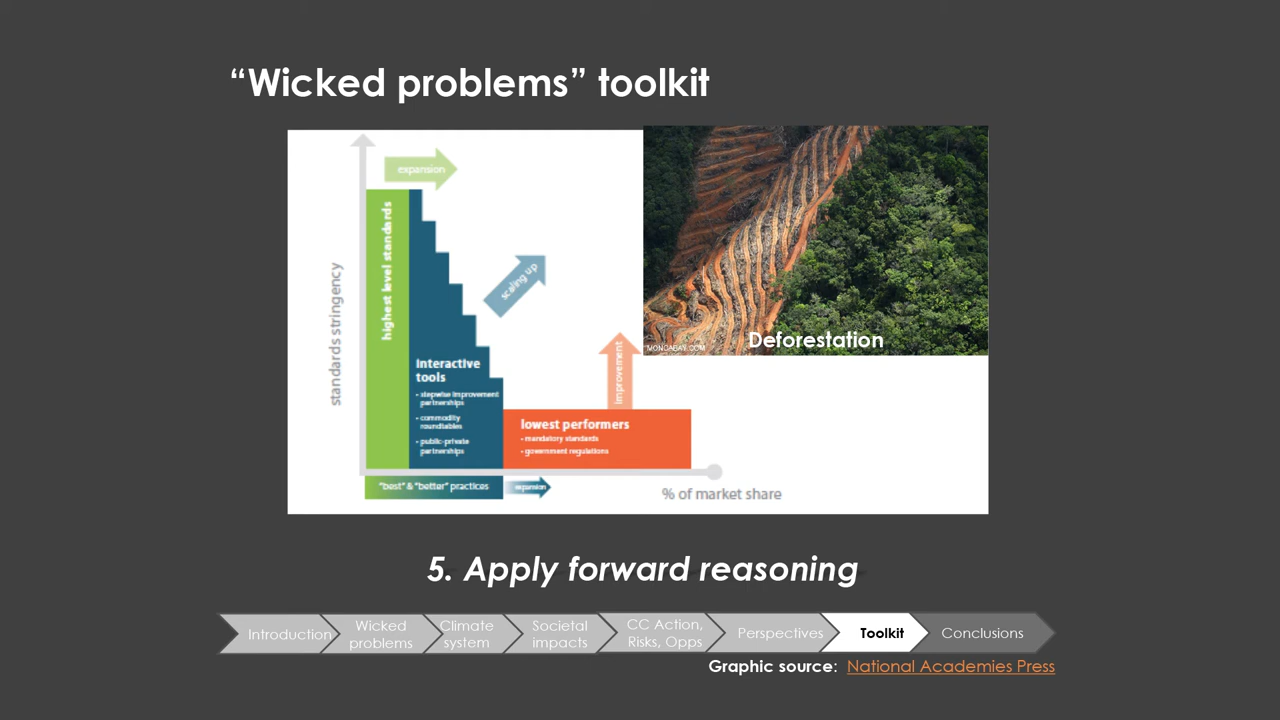 “Wicked problems” toolkit
expansion
standards stringency
highest level standards
scaling up
Interactive
tools
• stepwise improvement
partnerships
• commodity
roundtables
• public-private
partnerships
improvement
lowest performers
• mandatory standards
• government regulations
"best" & "better" practices
expansion
% of market share
MONGABAY.COM
Deforestation
5. Apply forward reasoning
Introduction
Wicked
problems
Climate
system
Societal
impacts
CC Action,
Risks, Opps
Perspectives
Toolkit
Conclusions
Graphic source: National Academies Press